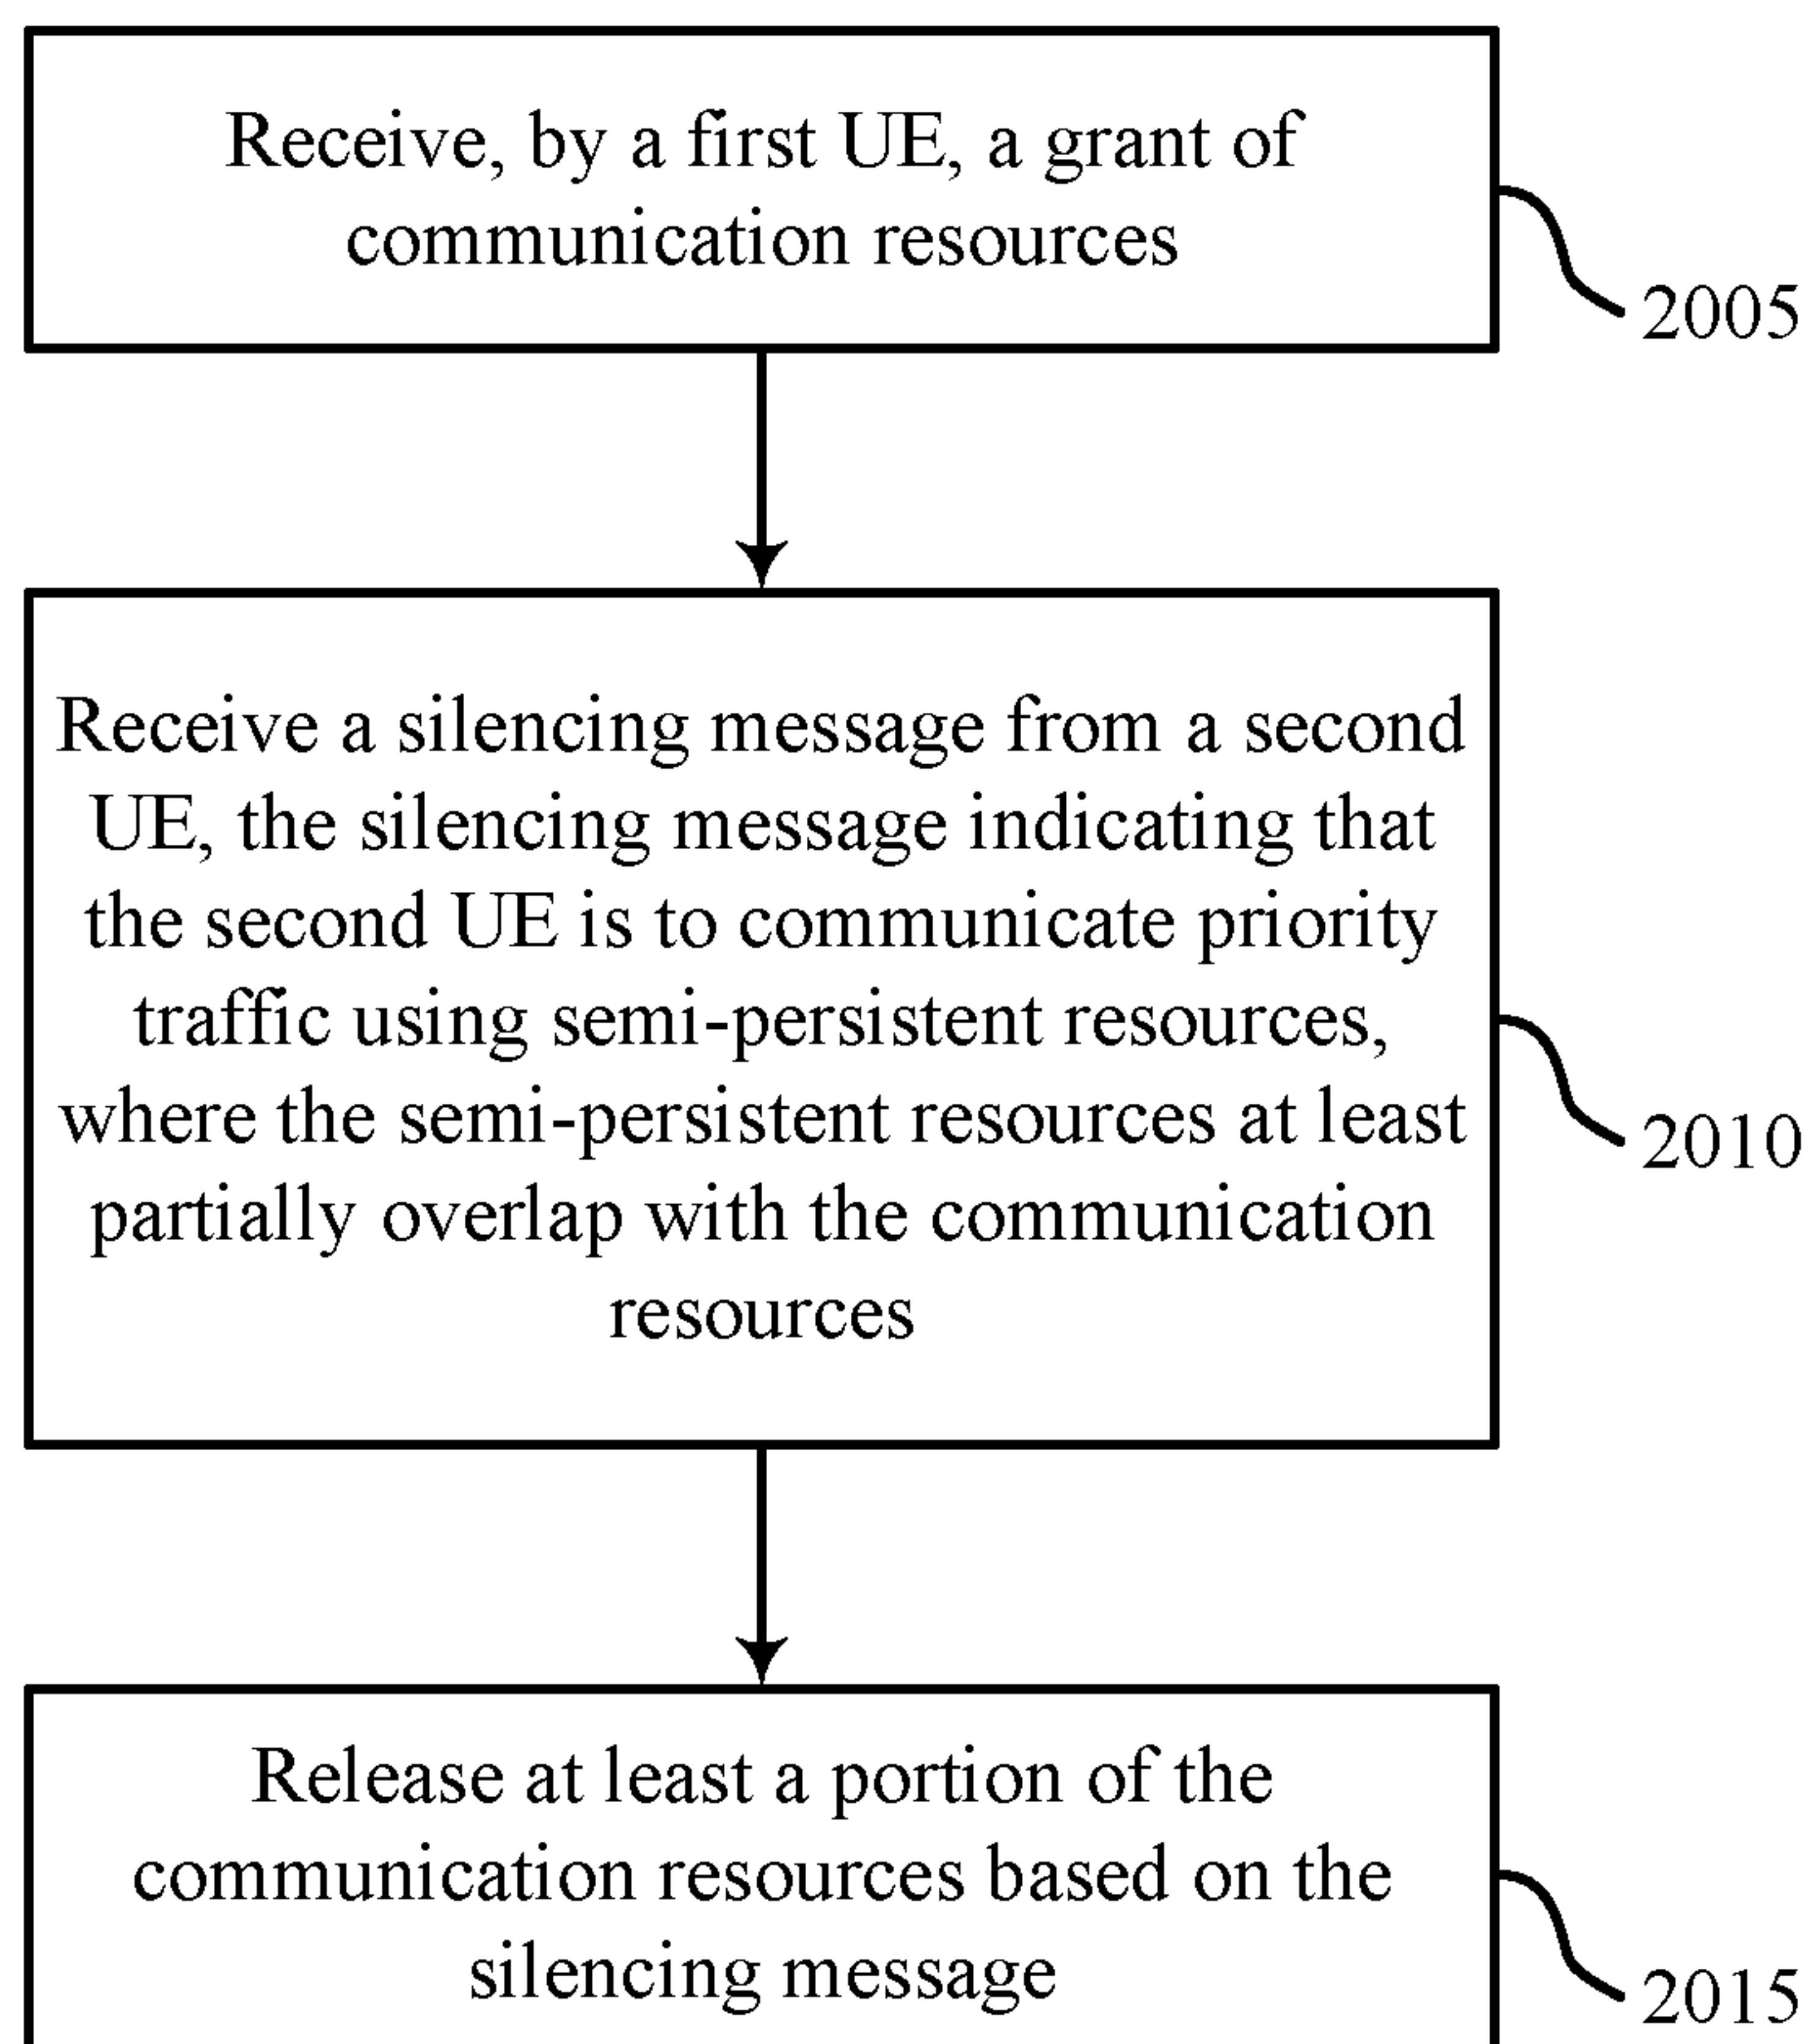 Receive, by a first UE, a grant of
communication resources
2005
Receive a silencing message from a second
UE, the silencing message indicating that
the second UE is to communicate priority
traffic using semi-persistent resources,
where the semi-persistent resources at least
partially overlap with the communication
resources
2010
Release at least a portion of the
communication resources based on the
silencing message
2015